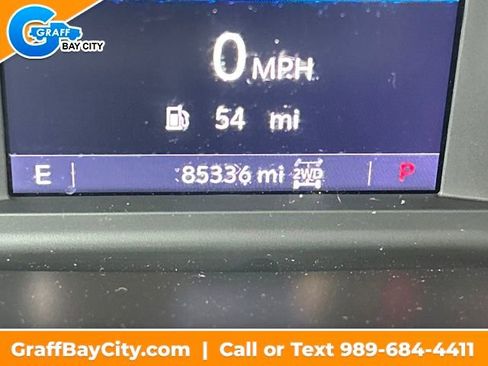 GRAFF
BAY CITY
0 MPH
54 mi
E 85336 mi 2WD P
GraffBayCity.com | Call or Text 989-684-4411